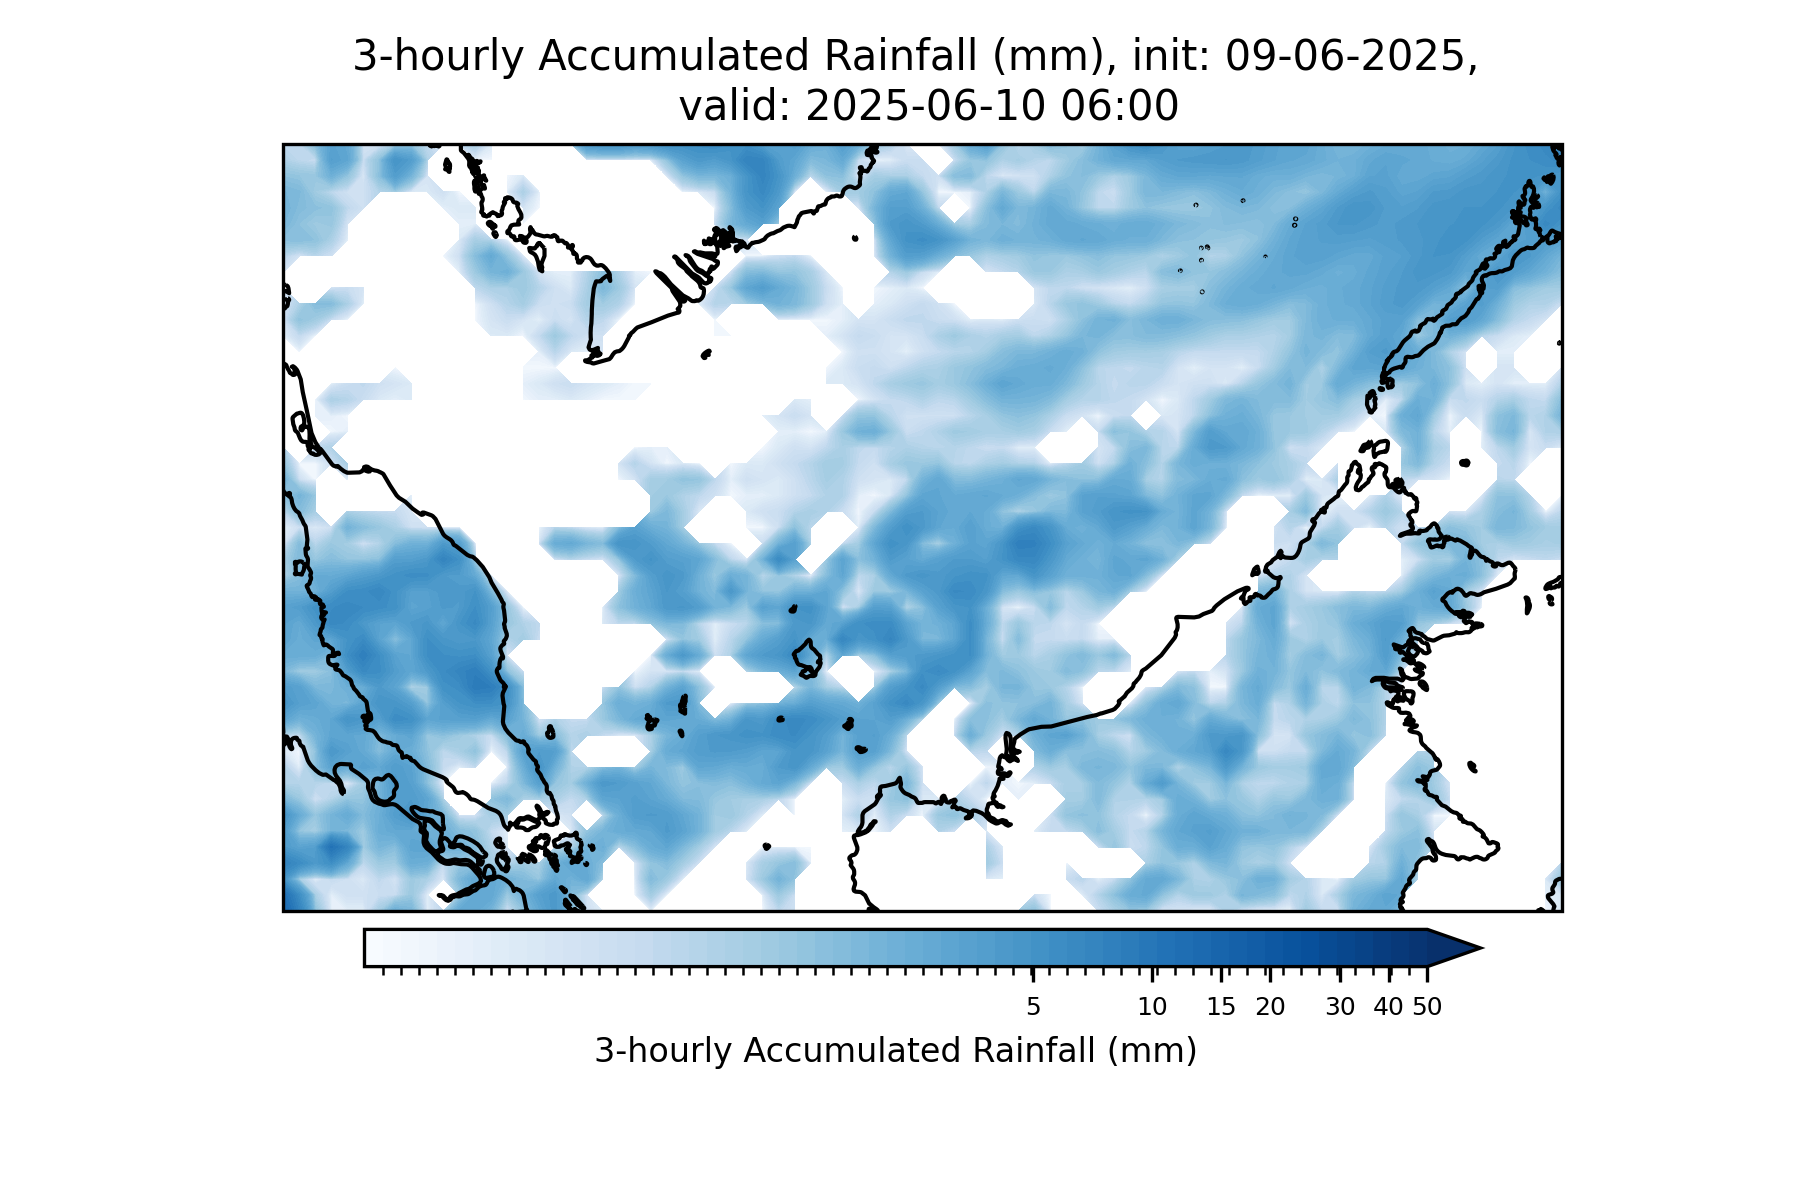 3-hourly Accumulated Rainfall (mm), init: 09-06-2025,
valid: 2025-06-10 06:00
5 10 15 20 30 40 50
3-hourly Accumulated Rainfall (mm)